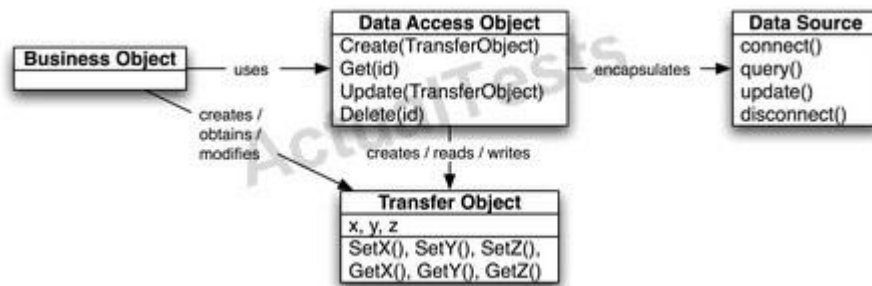 Business Object
uses
creates /
obtains /
modifies
Data Access Object
Create(TransferObject)
Get(id)
Update(TransferObject)
Delete(id)
encapsulates
Data Source
connect()
query()
update()
disconnect()
creates / reads / writes
Transfer Object
x, y, z
SetX(), SetY(), SetZ(),
GetX(), GetY(), GetZ()
ActualTests